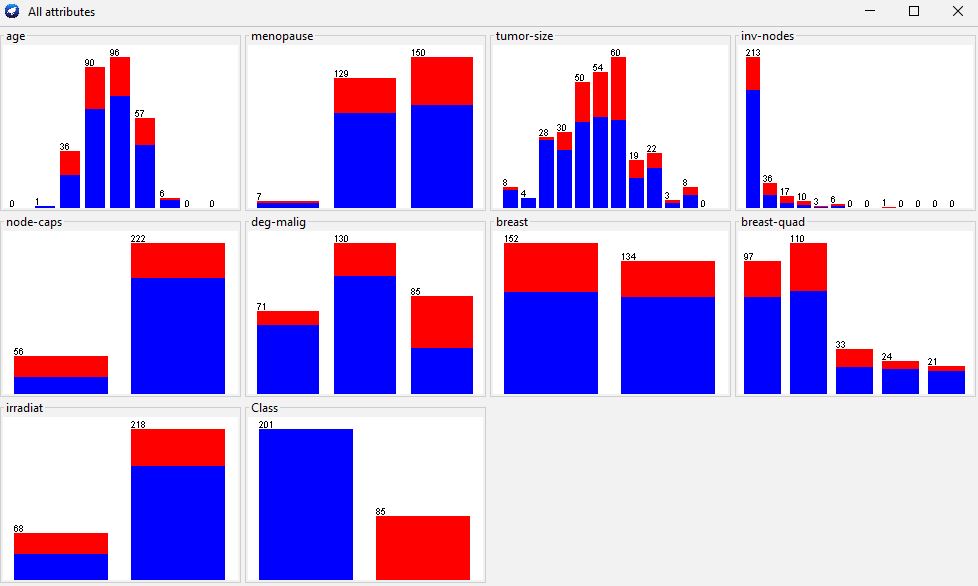 All attributes
age
0 1 36 90 96 57 6 0 0
menopause
7 129 150
tumor-size
8 4 28 30 50 54 60 19 22 3 8 0
inv-nodes
213 36 17 10 3 6 0 0 1 0 0 0 0
node-caps
56 222
deg-malig
71 130 85
breast
152 134
breast-quad
97 110 33 24 21
irradiat
68 218
Class
201 85